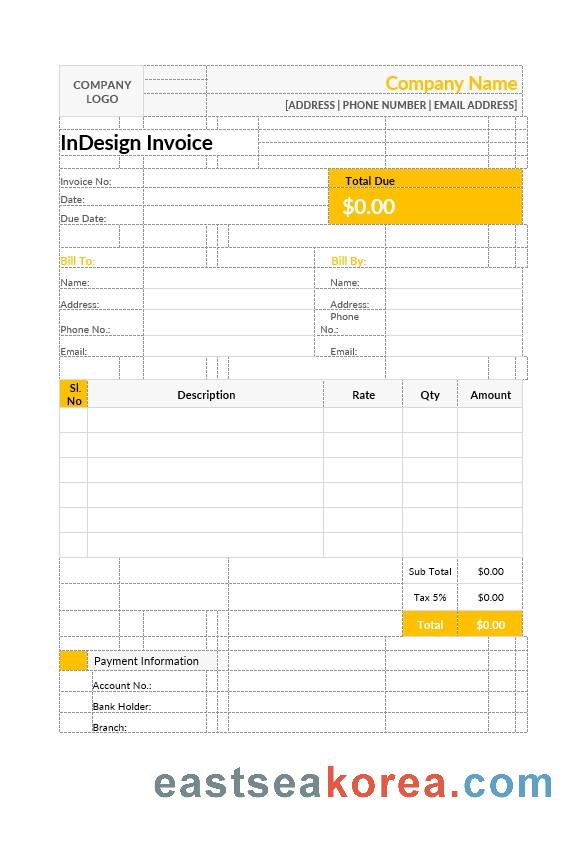 COMPANY
LOGO
Company Name
[ADDRESS | PHONE NUMBER | EMAIL ADDRESS]
InDesign Invoice
Invoice No:
Date:
Due Date:
Total Due
$0.00
Bill To:
Name:
Address:
Phone No.:
Email:
Bill By:
Name:
Address:
Phone
No.:
Email:
Sl.
No
Description
Rate
Qty
Amount
Sub Total
$0.00
Tax 5%
$0.00
Total
$0.00
Payment Information
Account No.:
Bank Holder:
Branch:
eastseakorea.com